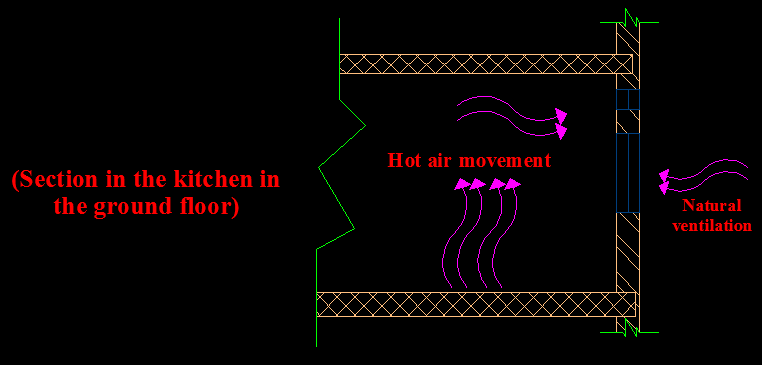 Hot air movement
(Section in the kitchen in
the ground floor)
Natural
ventilation